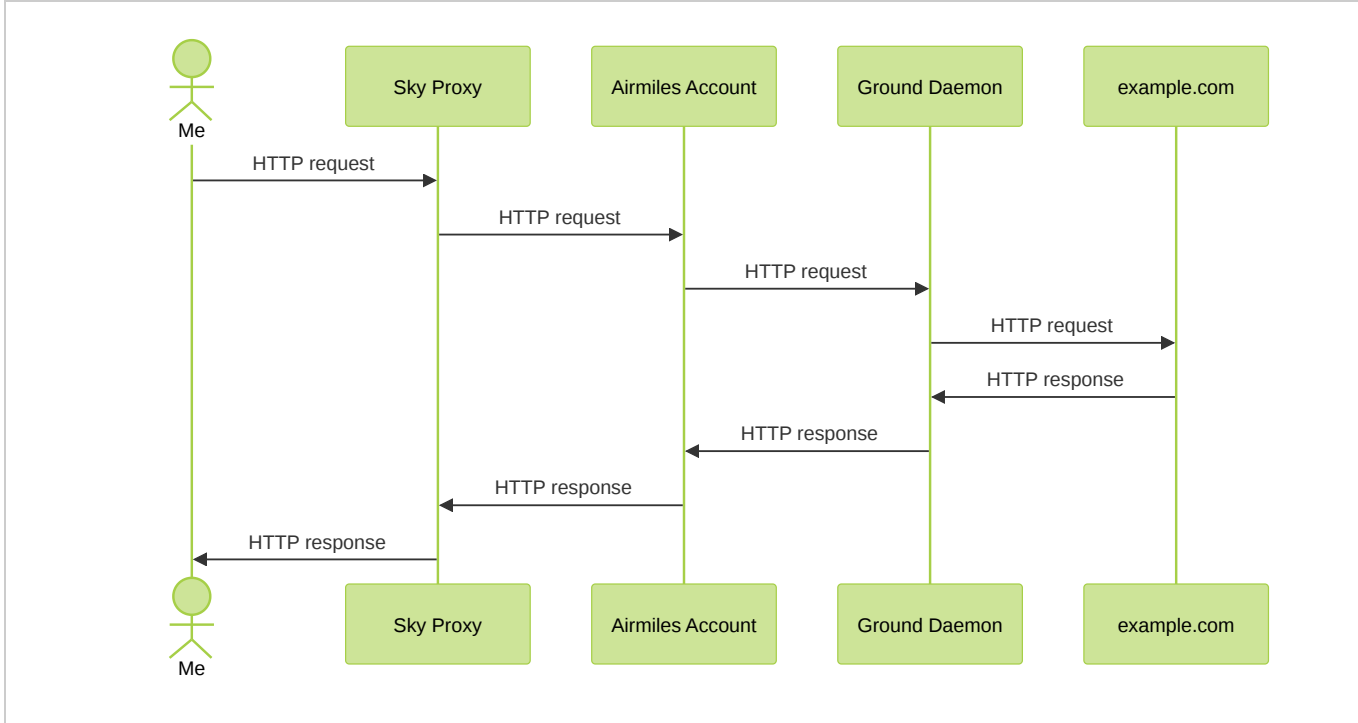 Me
Sky Proxy
Airmiles Account
Ground Daemon
example.com
HTTP request
HTTP request
HTTP request
HTTP request
HTTP response
HTTP response
HTTP response
HTTP response
Me
Sky Proxy
Airmiles Account
Ground Daemon
example.com